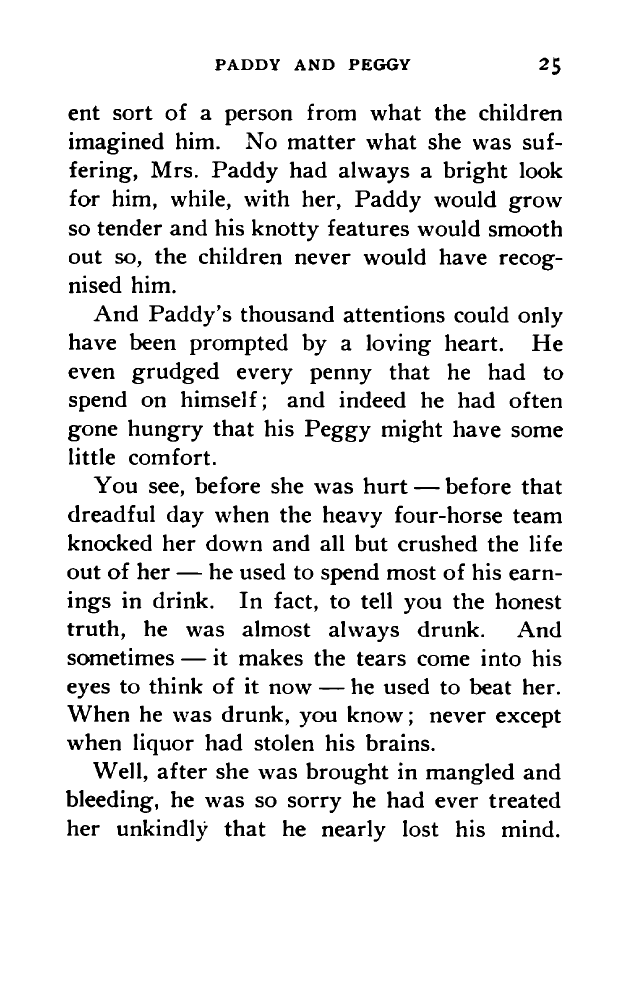 PADDY AND PEGGY 25
ent sort of a person from what the children
imagined him. No matter what she was suf-
fering, Mrs. Paddy had always a bright look
for him, while, with her, Paddy would grow
so tender and his knotty features would smooth
out so, the children never would have recog-
nised him.
And Paddy's thousand attentions could only
have been prompted by a loving heart. He
even grudged every penny that he had to
spend on himself; and indeed he had often
gone hungry that his Peggy might have some
little comfort.
You see, before she was hurt — before that
dreadful day when the heavy four-horse team
knocked her down and all but crushed the life
out of her — he used to spend most of his earn-
ings in drink. In fact, to tell you the honest
truth, he was almost always drunk. And
sometimes — it makes the tears come into his
eyes to think of it now — he used to beat her.
When he was drunk, you know; never except
when liquor had stolen his brains.
Well, after she was brought in mangled and
bleeding, he was so sorry he had ever treated
her unkindly that he nearly lost his mind.